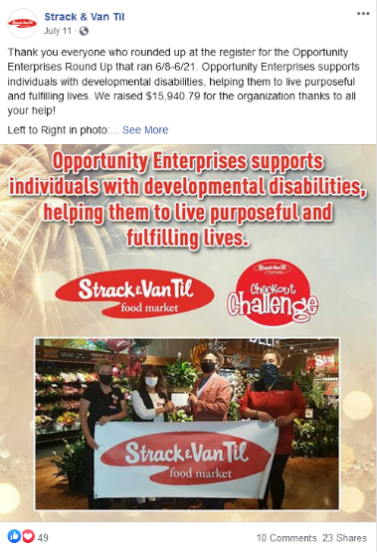 Strack & Van Til
July 11 ·
Thank you everyone who rounded up at the register for the Opportunity
Enterprises Round Up that ran 6/8-6/21. Opportunity Enterprises supports
individuals with developmental disabilities, helping them to live purposeful
and fulfilling lives. We raised $15,940.79 for the organization thanks to all
your help!
Left to Right in photo:... See More
Opportunity Enterprises supports
individuals with developmental disabilities,
helping them to live purposeful and
fulfilling lives.
Strack & Van Til
food market
Checkout
Challenge
Strack & Van Til
food market
49
10 Comments 23 Shares